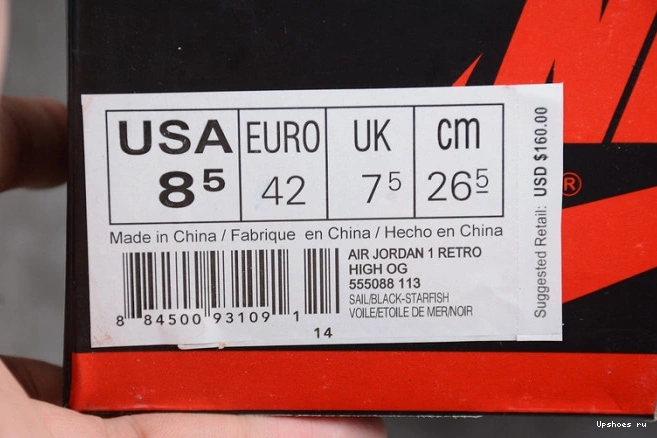 USA EURO UK cm
8⁵ 42 7⁵ 26⁵
Made in China / Fabrique en China / Hecho en China
AIR JORDAN 1 RETRO
HIGH OG
555088 113
SAIL/BLACK-STARFISH
VOILE/ETOILE DE MER/NOIR
8 84500 93109 1
14
Suggested Retail: USD $160.00
®
Upshoes ru